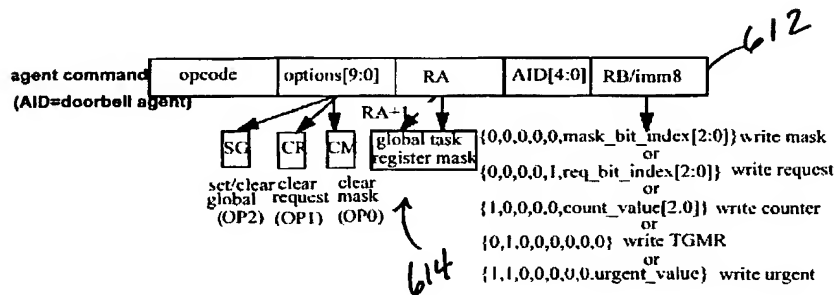 612
agent command opcode options[9:0] RA AID[4:0] RB/imm8
(AID=doorbell agent)
RA+1
SG CR CM global task
register mask
set/clear clear clear
global request mask
(OP2) (OP1) (OP0)
614
{0,0,0,0,0,mask_bit_index[2:0]} write mask
or
{0,0,0,0,1,req_bit_index[2:0]} write request
or
{1,0,0,0,0,count_value[2.0]} write counter
or
{0,1,0,0,0,0,0,0} write TGMR
or
{1,1,0,0,0,0,0.urgent_value} write urgent